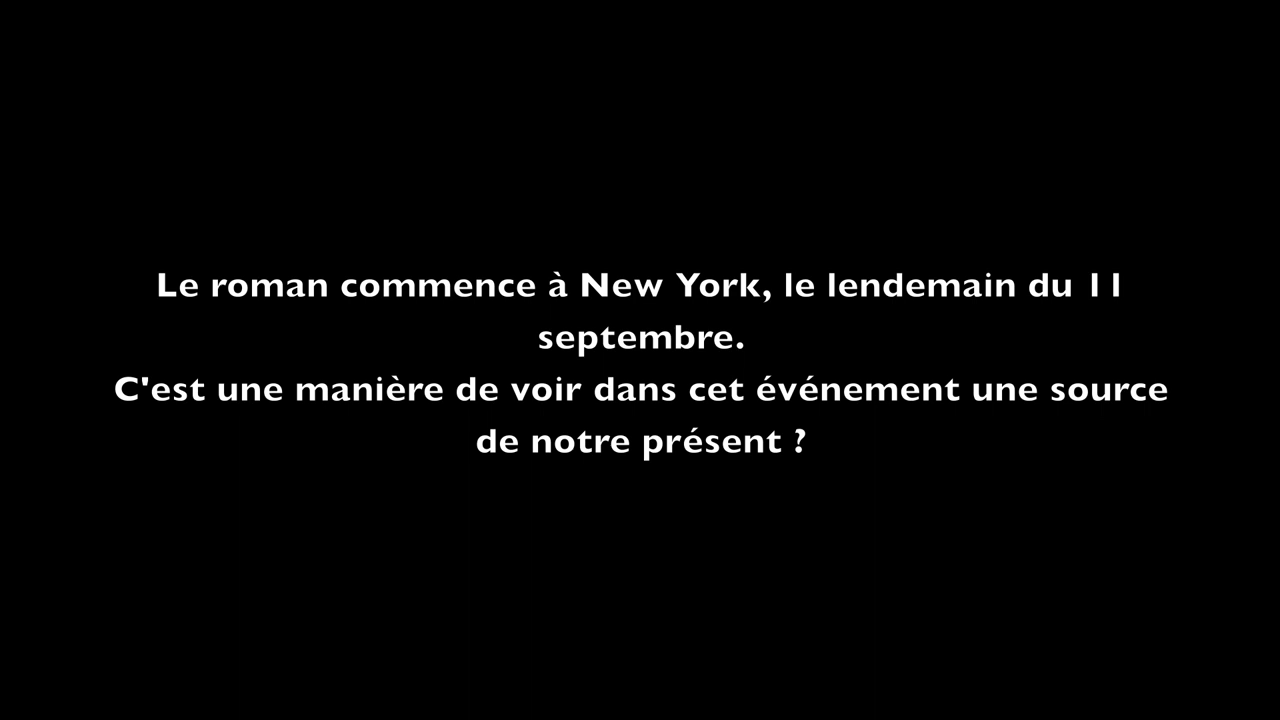 Le roman commence à New York, le lendemain du 11
septembre.
C'est une manière de voir dans cet événement une source
de notre présent ?